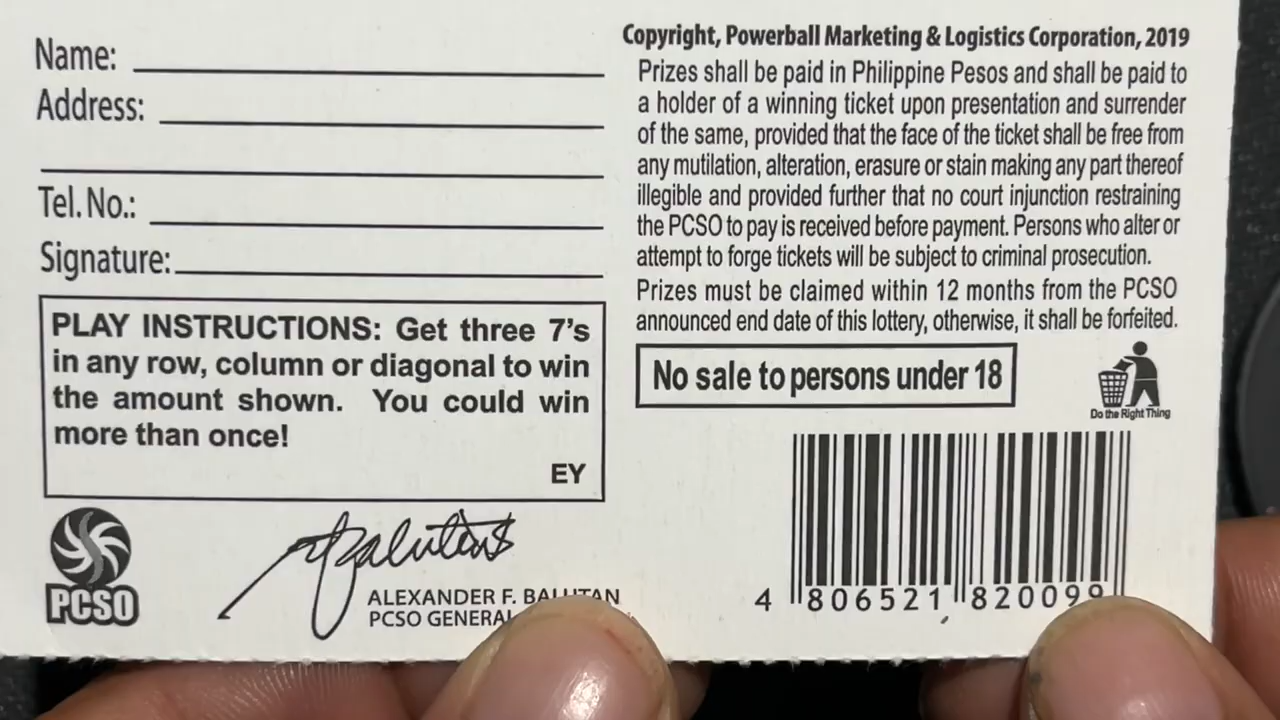 Name:
Address:
Tel. No.:
Signature:
PLAY INSTRUCTIONS: Get three 7's
in any row, column or diagonal to win
the amount shown. You could win
more than once!
EY
PCSO
ALEXANDER F. BALUTAN
PCSO GENERAL
Copyright, Powerball Marketing & Logistics Corporation, 2019
Prizes shall be paid in Philippine Pesos and shall be paid to
a holder of a winning ticket upon presentation and surrender
of the same, provided that the face of the ticket shall be free from
any mutilation, alteration, erasure or stain making any part thereof
illegible and provided further that no court injunction restraining
the PCSO to pay is received before payment. Persons who alter or
attempt to forge tickets will be subject to criminal prosecution.
Prizes must be claimed within 12 months from the PCSO
announced end date of this lottery, otherwise, it shall be forfeited.
No sale to persons under 18
Do the Right Thing
4 806521 820099